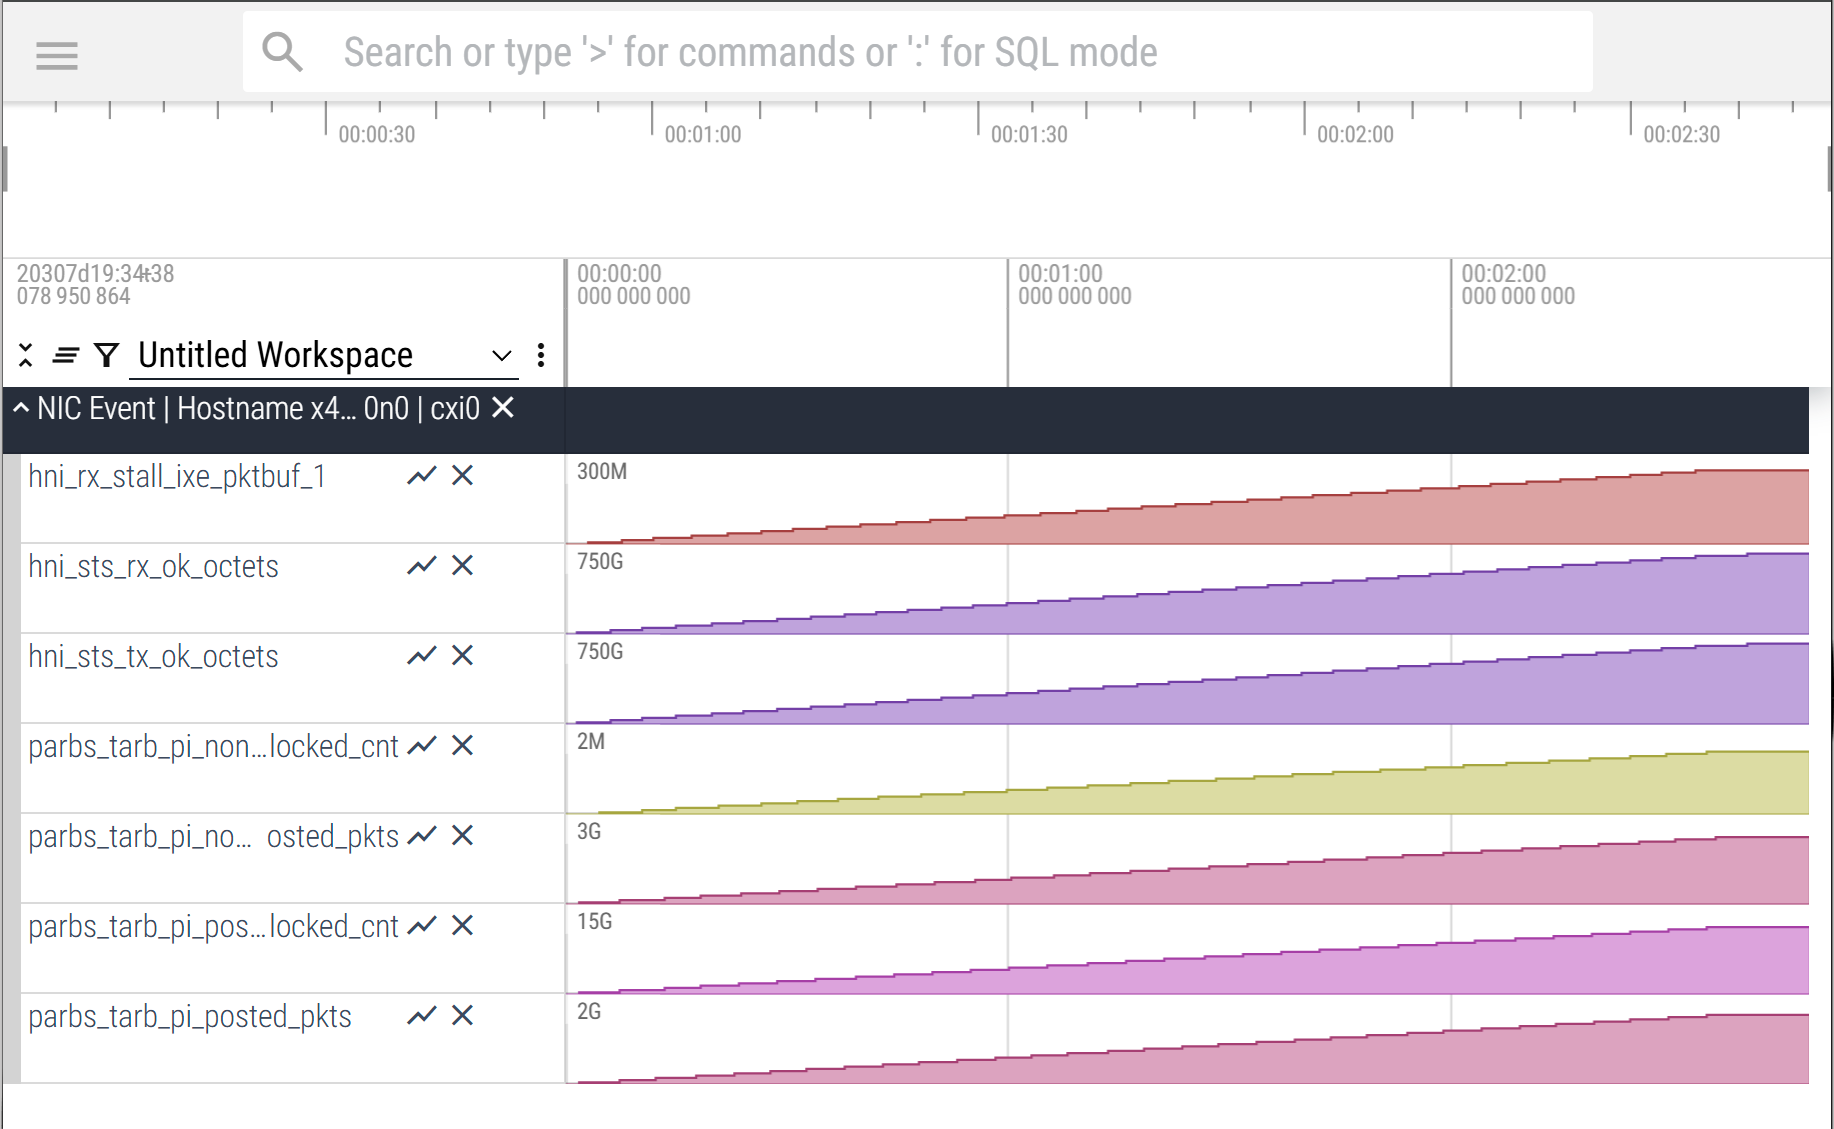 Search or type '>' for commands or ':' for SQL mode
00:00:30 00:01:00 00:01:30 00:02:00 00:02:30
00:00:00 00:01:00 00:02:00
078 950 864 000 000 000 000 000 000 000 000 000
Untitled Workspace
NIC Event | Hostname x4... 0n0 | cxi0
hni_rx_stall_ixe_pktbuf_1 300M
hni_sts_rx_ok_octets 750G
hni_sts_tx_ok_octets 750G
parbs_tarb_pi_non...locked_cnt 2M
parbs_tarb_pi_no... osted_pkts 3G
parbs_tarb_pi_pos...locked_cnt 15G
parbs_tarb_pi_posted_pkts 2G